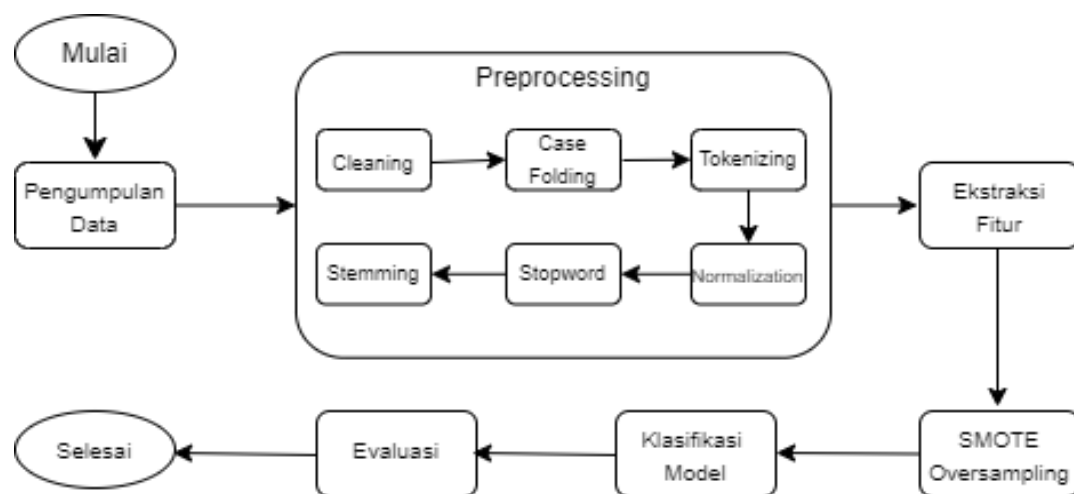 Mulai
Pengumpulan
Data
Preprocessing
Cleaning
Case
Folding
Tokenizing
Normalization
Stopword
Stemming
Ekstraksi
Fitur
SMOTE
Oversampling
Klasifikasi
Model
Evaluasi
Selesai